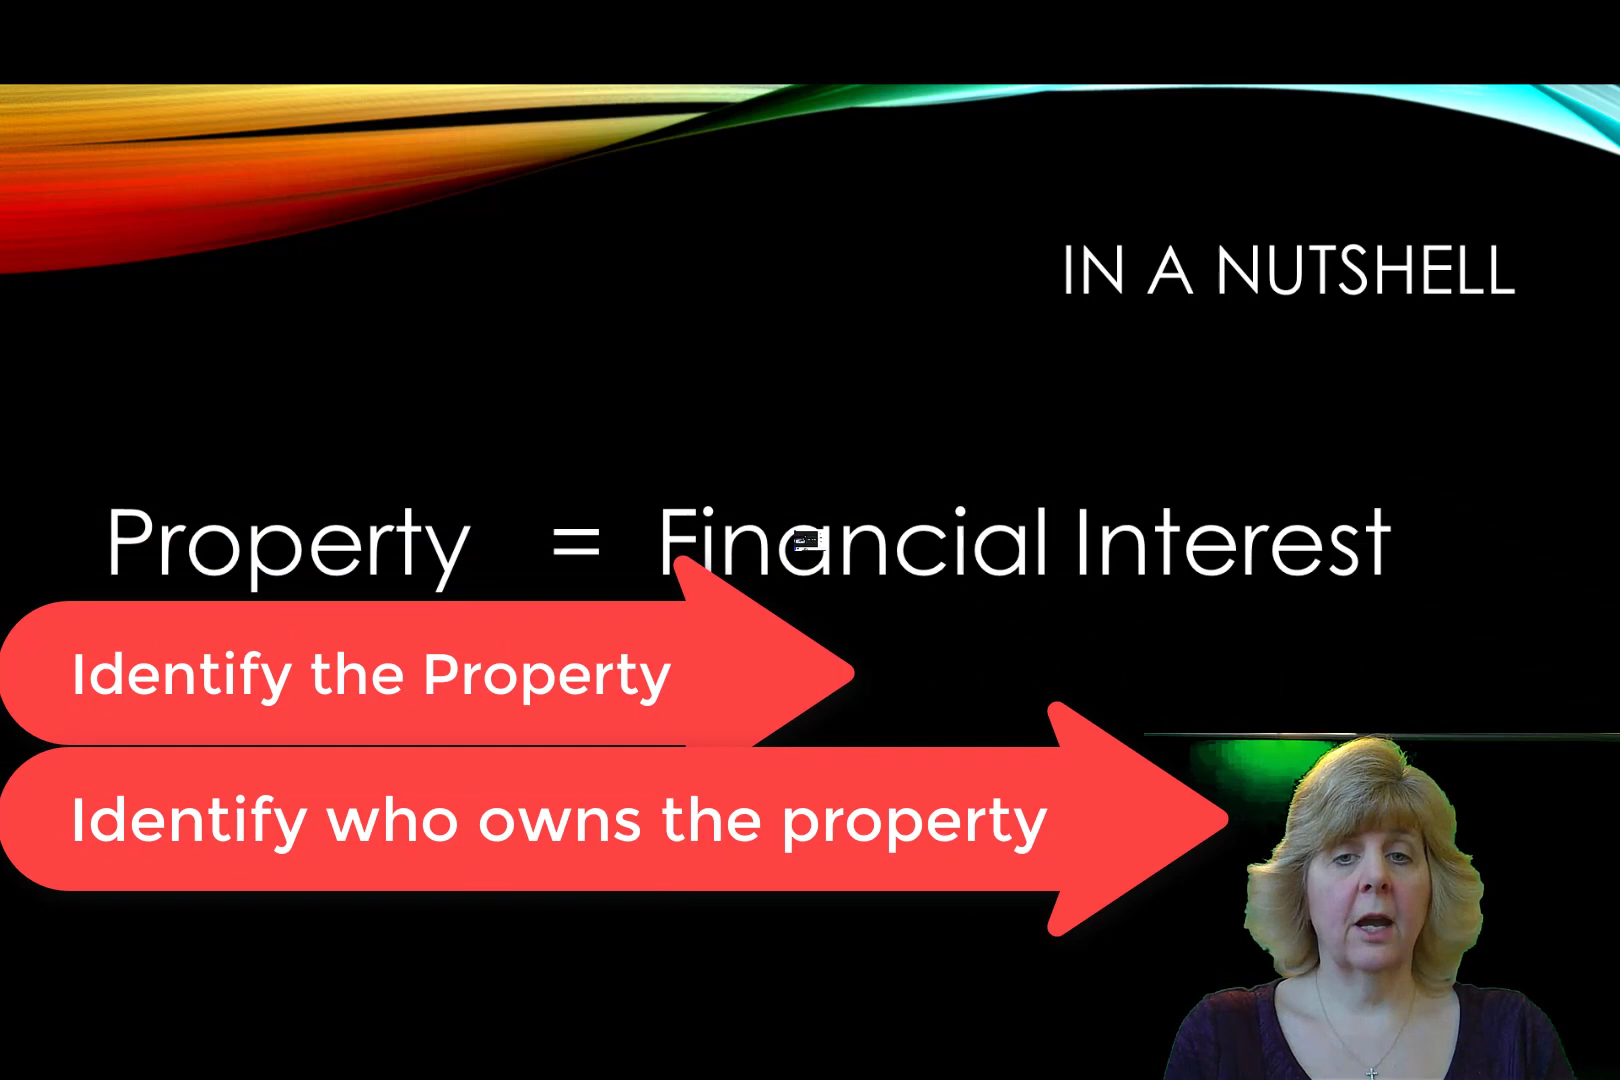 IN A NUTSHELL
Property = Financial Interest
Identify the Property
Identify who owns the property